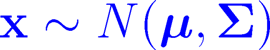 𝐱 ∼ N(𝝁, 𝚺)